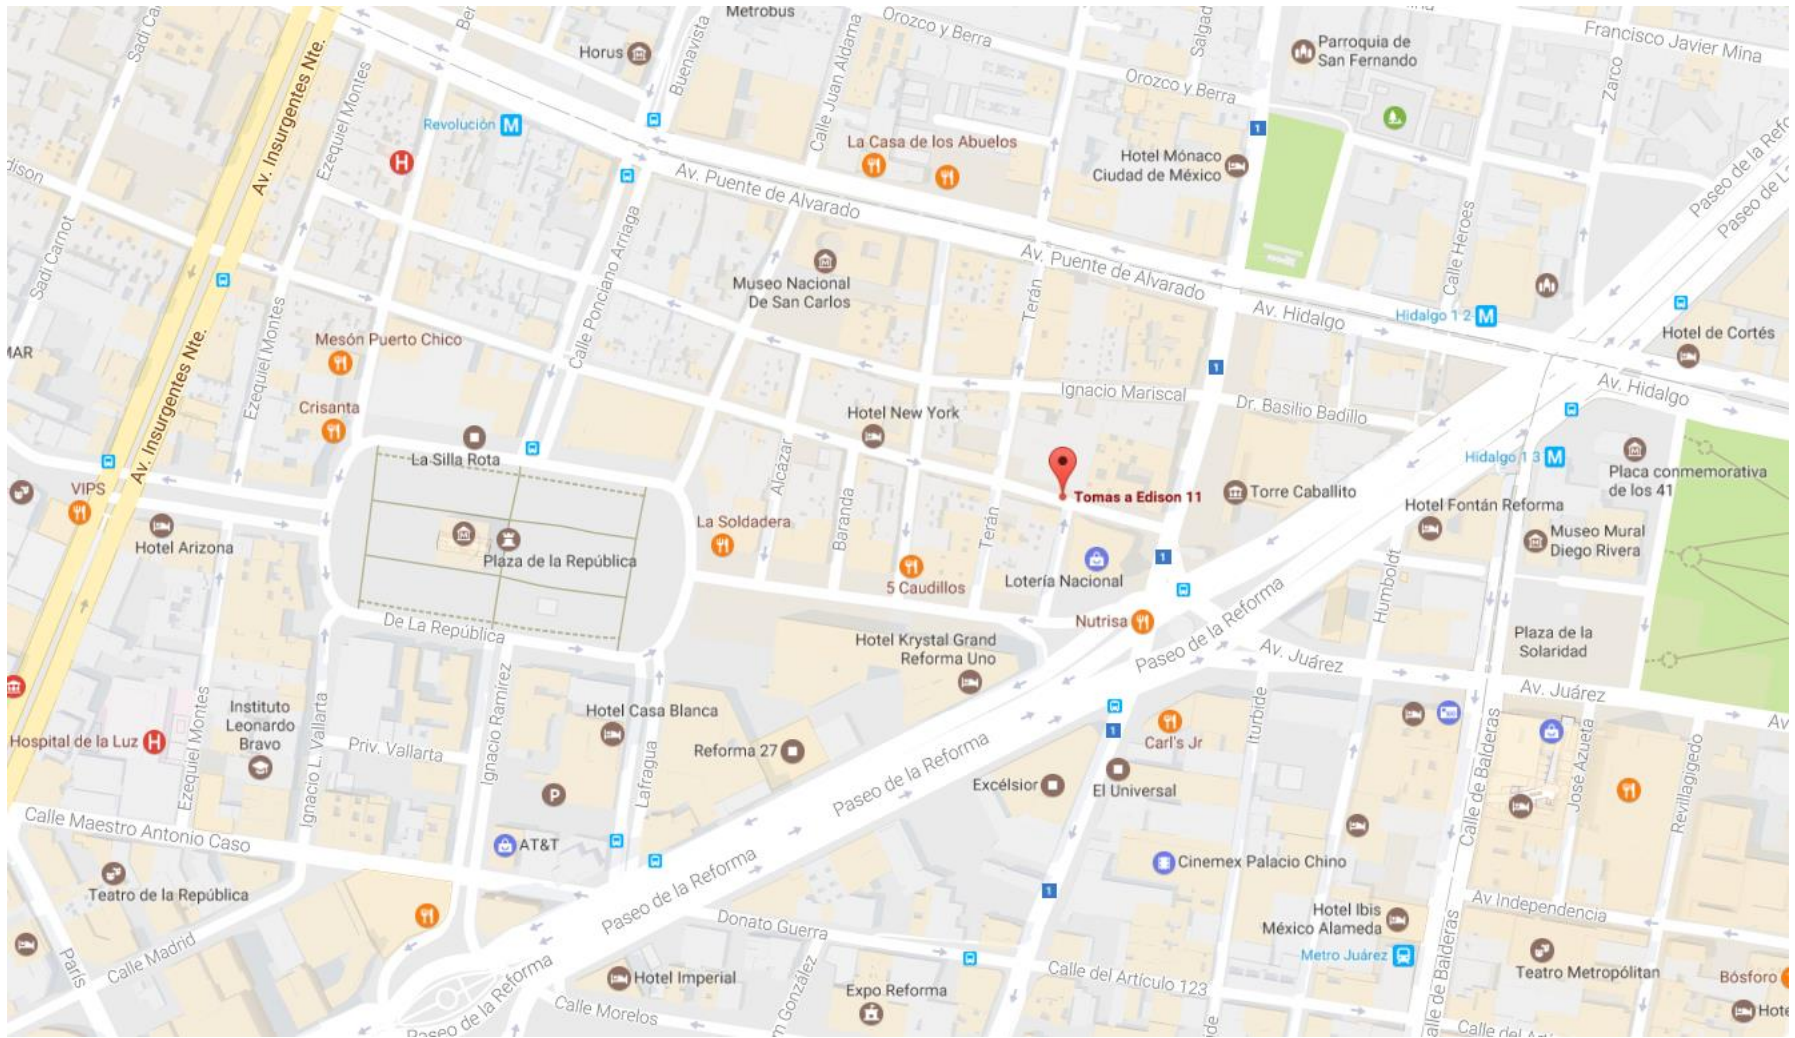 Metrobus
Orozco y Berra
Francisco Javier Mina
Horus
Buenavista
Calle Juan Aldama
Parroquia de
San Fernando
Orozco y Berra
Zarco
Sadi Carnot
Av. Insurgentes Nte.
Ezequiel Montes
Revolución M
H
La Casa de los Abuelos
Hotel Mónaco
Ciudad de México
1
Av. Puente de Alvarado
Paseo de la Refo
Paseo de L
Calle Heroes
Calle Ponciano Arriaga
Museo Nacional
De San Carlos
Av. Puente de Alvarado
Terán
Av. Hidalgo
Hidalgo 1 2 M
Hotel de Cortés
Mesón Puerto Chico
Ezequiel Montes
Av. Insurgentes Nte.
Ignacio Mariscal
1
Dr. Basilio Badillo
Av. Hidalgo
Crisanta
Hotel New York
La Silla Rota
Alcázar
Hidalgo 1 3 M
Placa conmemorativa
de los 41
VIPS
Tomas a Edison 11
Torre Caballito
Hotel Fontán Reforma
Hotel Arizona
La Soldadera
Baranda
Terán
Museo Mural
Diego Rivera
Plaza de la República
5 Caudillos
Lotería Nacional
1
Humboldt
De La República
Nutrisa
Paseo de la Reforma
Plaza de la
Solaridad
Hotel Krystal Grand
Reforma Uno
Av. Juárez
Av. Juárez
Instituto
Leonardo
Bravo
Ezequiel Montes
Ignacio L. Vallarta
Ignacio Ramírez
Hotel Casa Blanca
Hospital de la Luz H
Priv. Vallarta
Lafragua
Reforma 27
Paseo de la Reforma
1
Carl's Jr
Iturbide
Calle de Balderas
José Azueta
Revillagigedo
Excélsior
El Universal
P
Calle Maestro Antonio Caso
AT&T
Cinemex Palacio Chino
Teatro de la República
Paseo de la Reforma
1
Av Independencia
Donato Guerra
Hotel Ibis
México Alameda
Calle Madrid
París
Metro Juárez
Teatro Metropólitan
Bósforo
Hotel Imperial
Calle del Artículo 123
Expo Reforma
Calle Morelos
Paseo de la Reforma